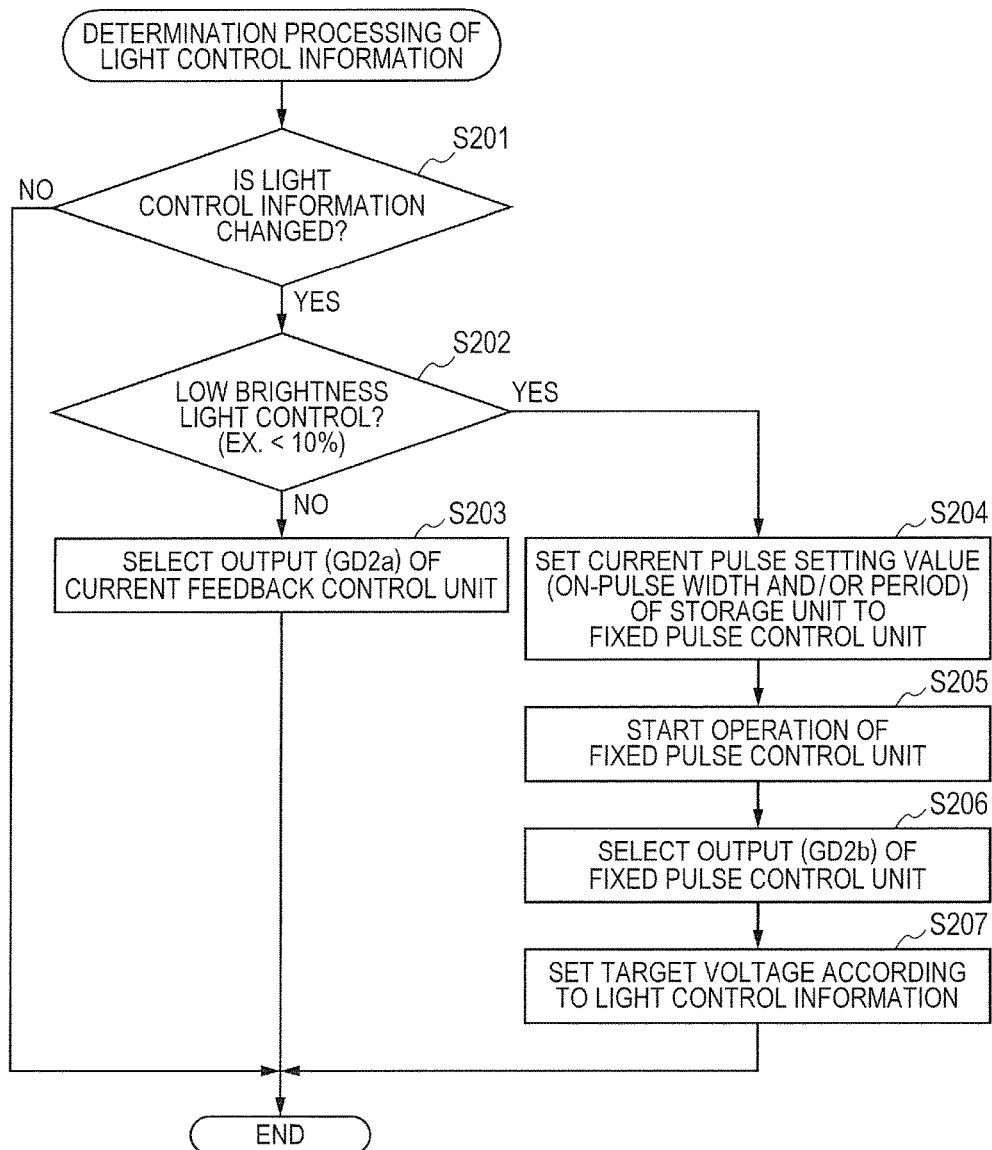 DETERMINATION PROCESSING OF
LIGHT CONTROL INFORMATION
S201
NO
IS LIGHT
CONTROL INFORMATION
CHANGED?
YES
S202
LOW BRIGHTNESS
LIGHT CONTROL?
(EX. < 10%)
YES
NO
S203
SELECT OUTPUT (GD2a) OF
CURRENT FEEDBACK CONTROL UNIT
S204
SET CURRENT PULSE SETTING VALUE
(ON-PULSE WIDTH AND/OR PERIOD)
OF STORAGE UNIT TO
FIXED PULSE CONTROL UNIT
S205
START OPERATION OF
FIXED PULSE CONTROL UNIT
S206
SELECT OUTPUT (GD2b) OF
FIXED PULSE CONTROL UNIT
S207
SET TARGET VOLTAGE ACCORDING
TO LIGHT CONTROL INFORMATION
END